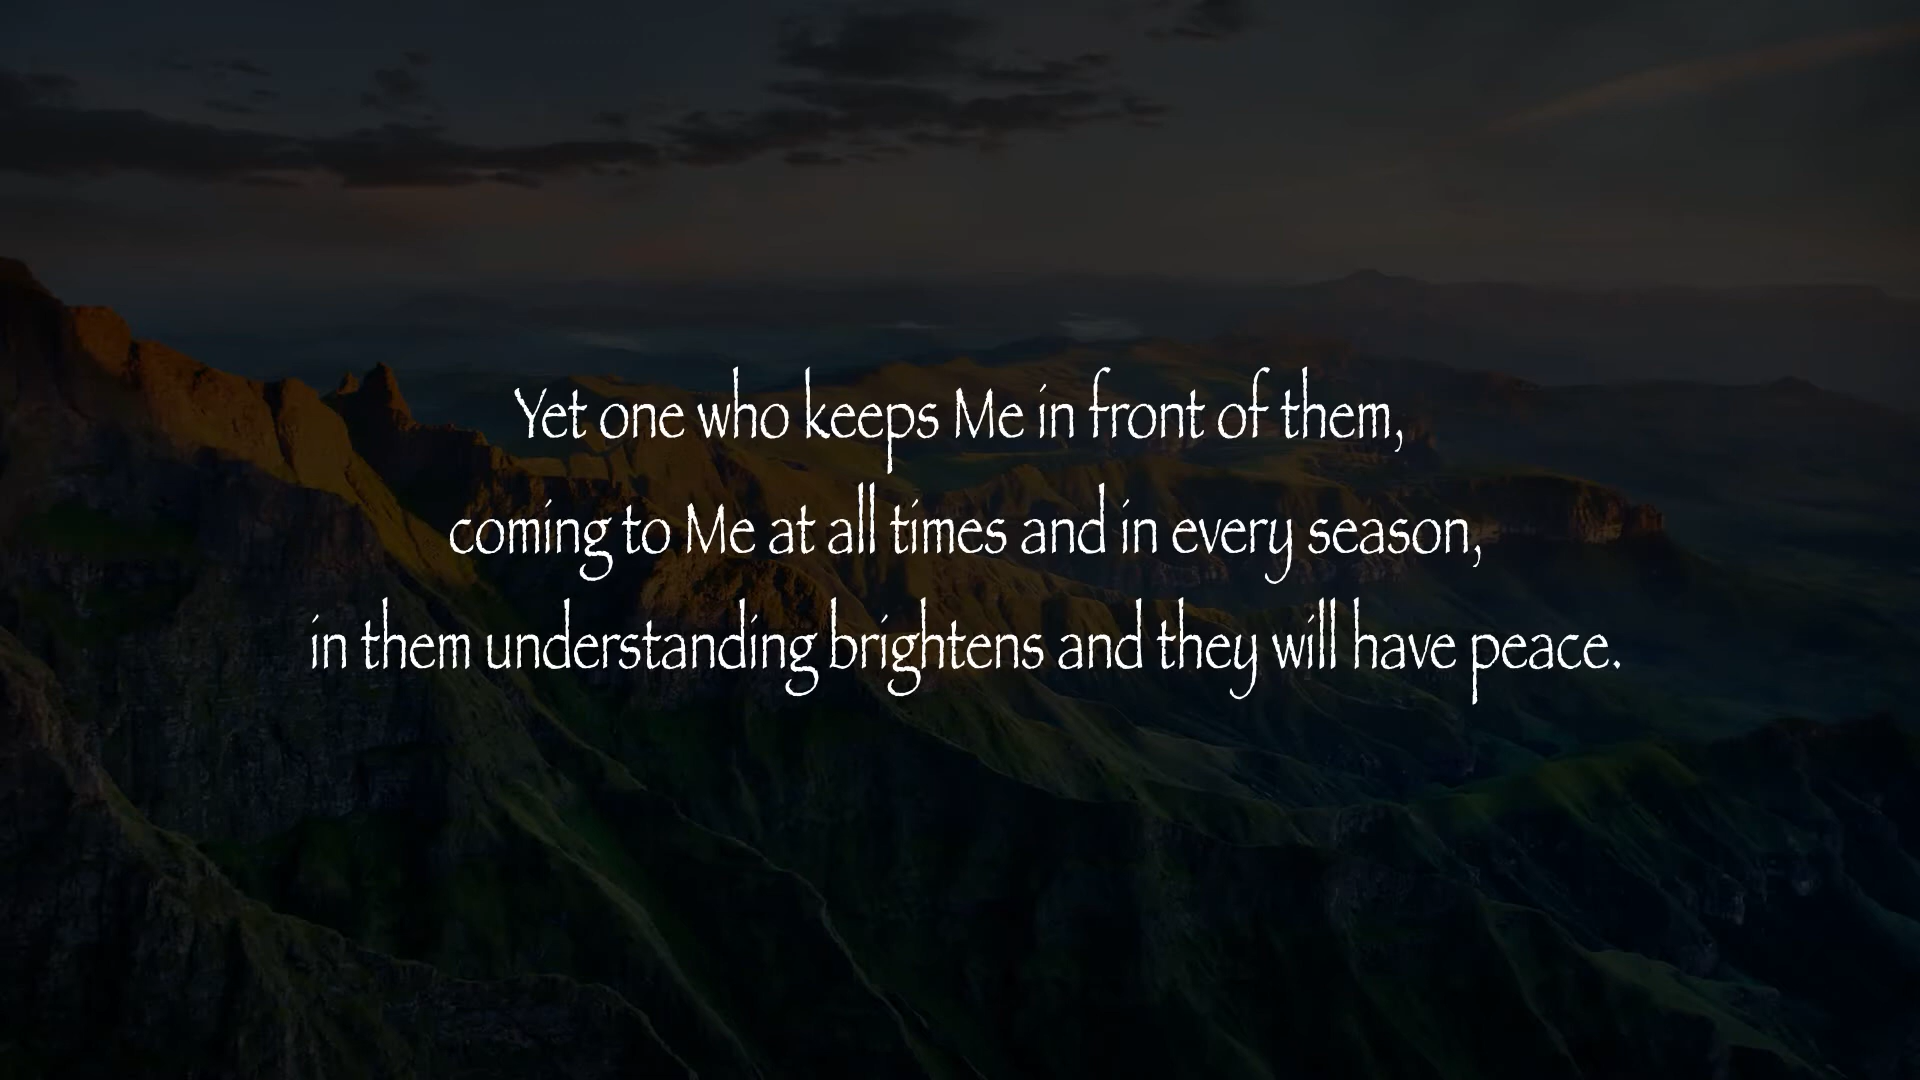 Yet one who keeps Me in front of them,
coming to Me at all times and in every season,
in them understanding brightens and they will have peace.